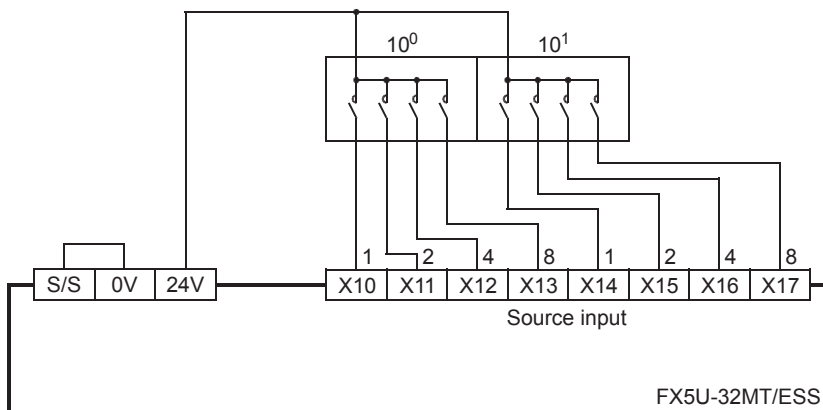 10⁰ 10¹
1 2 4 8 1 2 4 8
S/S 0V 24V X10 X11 X12 X13 X14 X15 X16 X17
Source input
FX5U-32MT/ESS